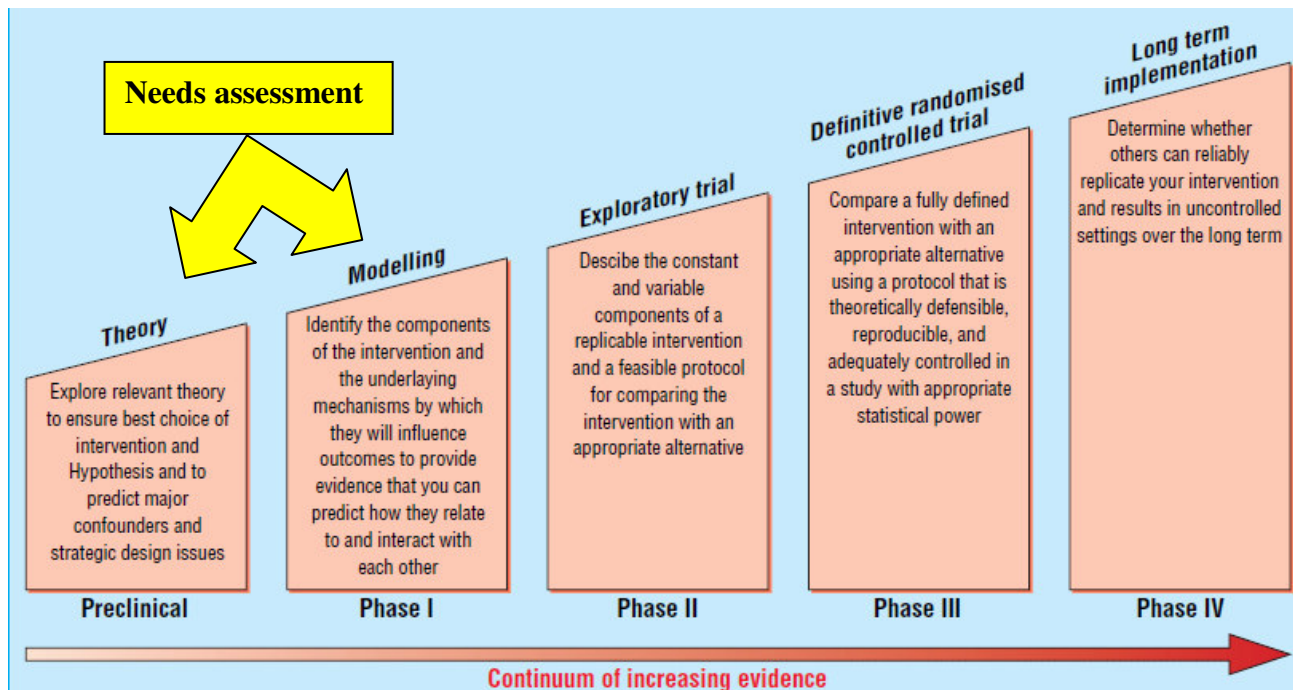 Needs assessment
Theory
Explore relevant theory
to ensure best choice of
intervention and
Hypothesis and to
predict major
confounders and
strategic design issues
Preclinical
Modelling
Identify the components
of the intervention and
the underlaying
mechanisms by which
they will influence
outcomes to provide
evidence that you can
predict how they relate
to and interact with
each other
Phase I
Exploratory trial
Descibe the constant
and variable
components of a
replicable intervention
and a feasible protocol
for comparing the
intervention with an
appropriate alternative
Phase II
Definitive randomised
controlled trial
Compare a fully defined
intervention with an
appropriate alternative
using a protocol that is
theoretically defensible,
reproducible, and
adequately controlled in
a study with appropriate
statistical power
Phase III
Long term
implementation
Determine whether
others can reliably
replicate your intervention
and results in uncontrolled
settings over the long term
Phase IV
Continuum of increasing evidence